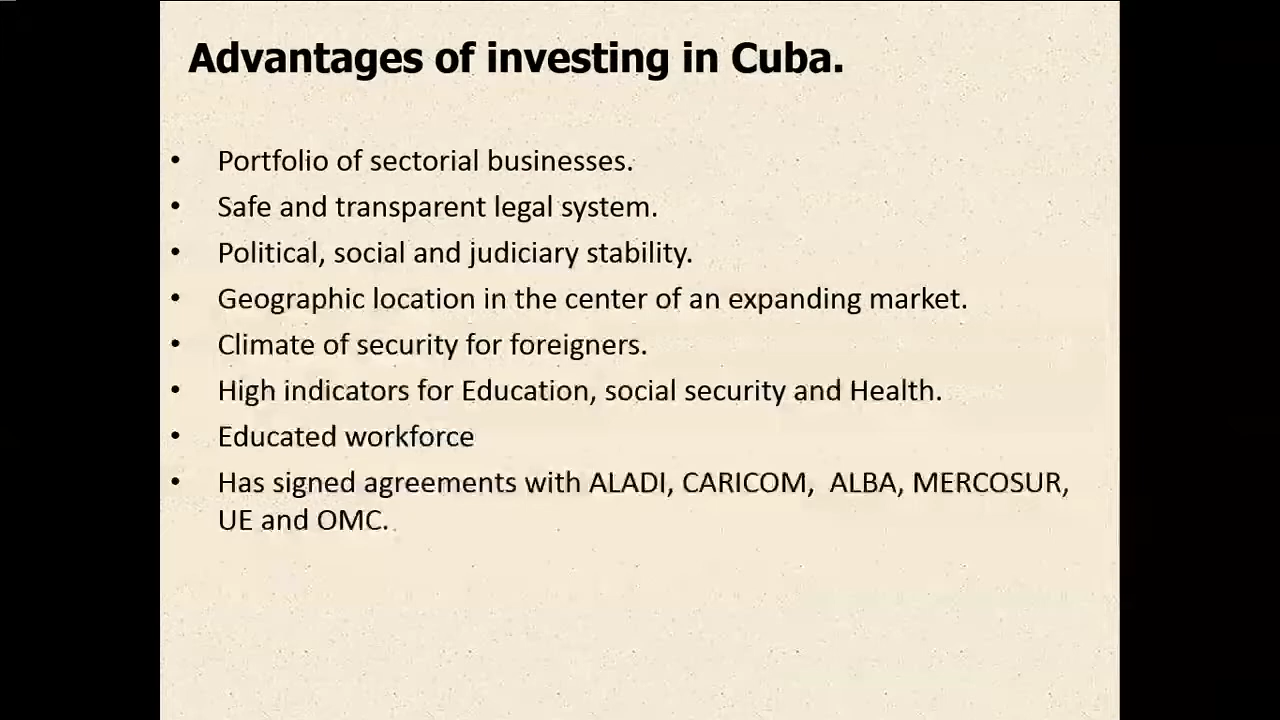 Advantages of investing in Cuba.
• Portfolio of sectorial businesses.
• Safe and transparent legal system.
• Political, social and judiciary stability.
• Geographic location in the center of an expanding market.
• Climate of security for foreigners.
• High indicators for Education, social security and Health.
• Educated workforce
• Has signed agreements with ALADI, CARICOM,  ALBA, MERCOSUR,
UE and OMC.